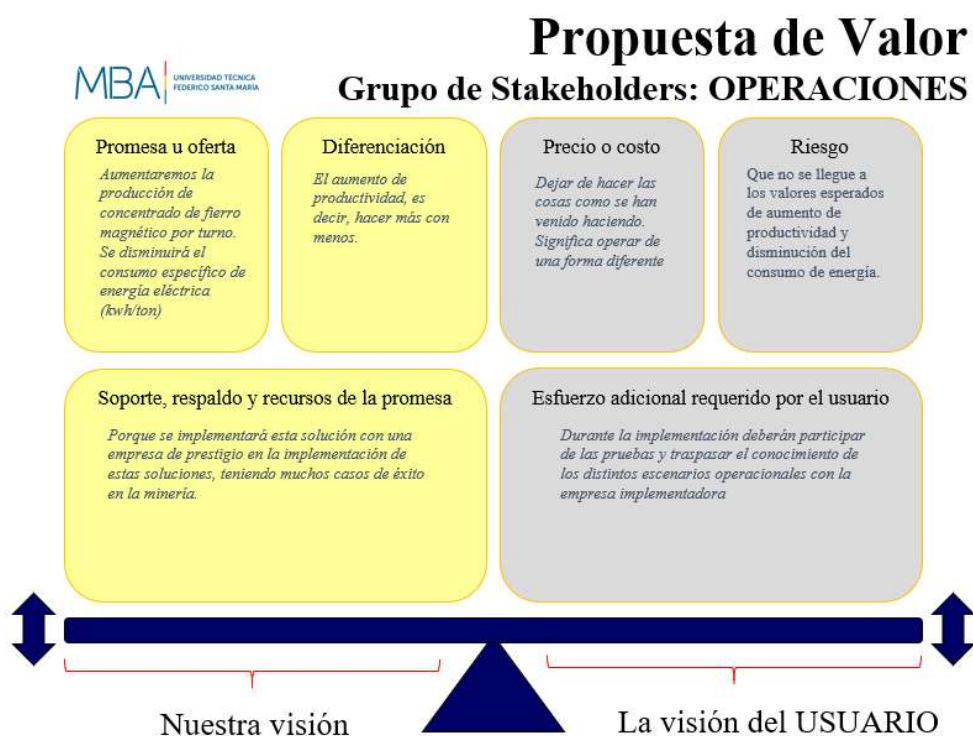 Propuesta de Valor
MBA
UNIVERSIDAD TÉCNICA
FEDERICO SANTA MARÍA
Grupo de Stakeholders: OPERACIONES
Promesa u oferta
Aumentaremos la
producción de
concentrado de fierro
magnético por turno.
Se disminuirá el
consumo específico de
energía eléctrica
(kwh/ton)
Diferenciación
El aumento de
productividad, es
decir, hacer más con
menos.
Precio o costo
Dejar de hacer las
cosas como se han
venido haciendo.
Significa operar de
una forma diferente
Riesgo
Que no se llegue a
los valores esperados
de aumento de
productividad y
disminución del
consumo de energía.
Soporte, respaldo y recursos de la promesa
Porque se implementará esta solución con una
empresa de prestigio en la implementación de
estas soluciones, teniendo muchos casos de éxito
en la minería.
Esfuerzo adicional requerido por el usuario
Durante la implementación deberán participar
de las pruebas y traspasar el conocimiento de
los distintos escenarios operacionales con la
empresa implementadora
Nuestra visión
La visión del USUARIO